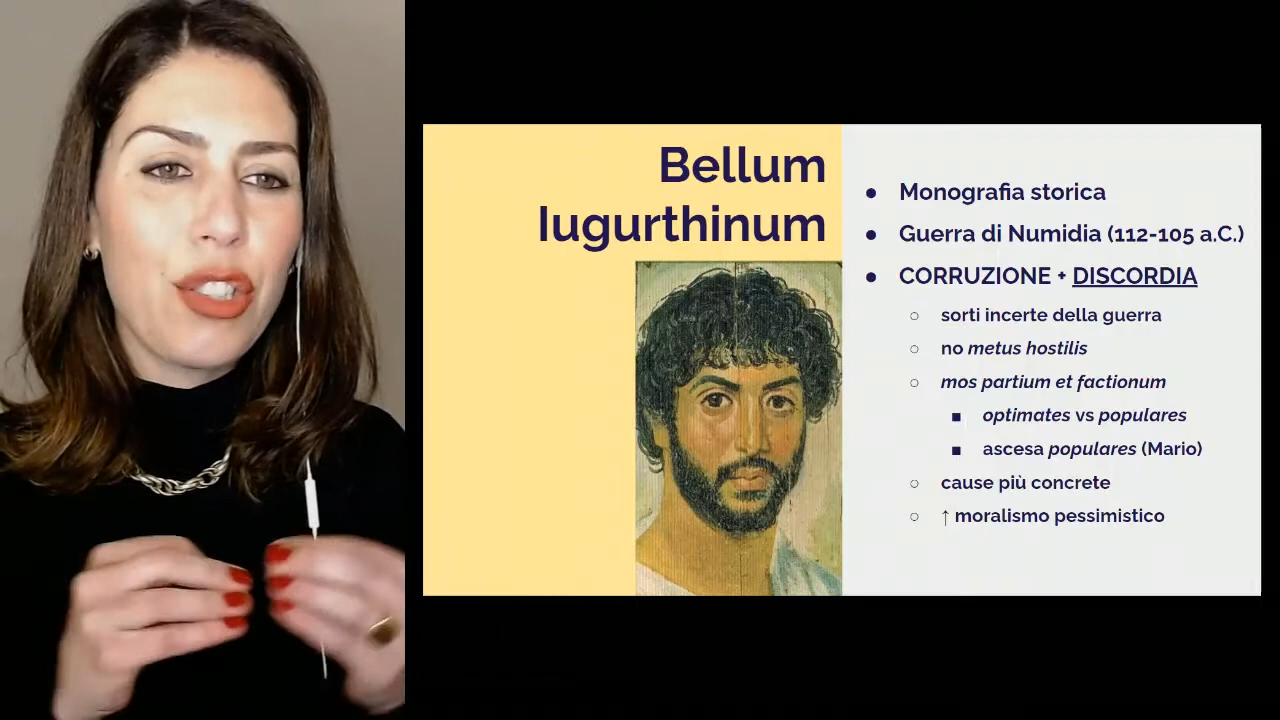 Bellum
Iugurthinum
● Monografia storica
● Guerra di Numidia (112-105 a.C.)
● CORRUZIONE + DISCORDIA
○ sorti incerte della guerra
○ no metus hostilis
○ mos partium et factionum
■ optimates vs populares
■ ascesa populares (Mario)
○ cause più concrete
○ ↑ moralismo pessimistico